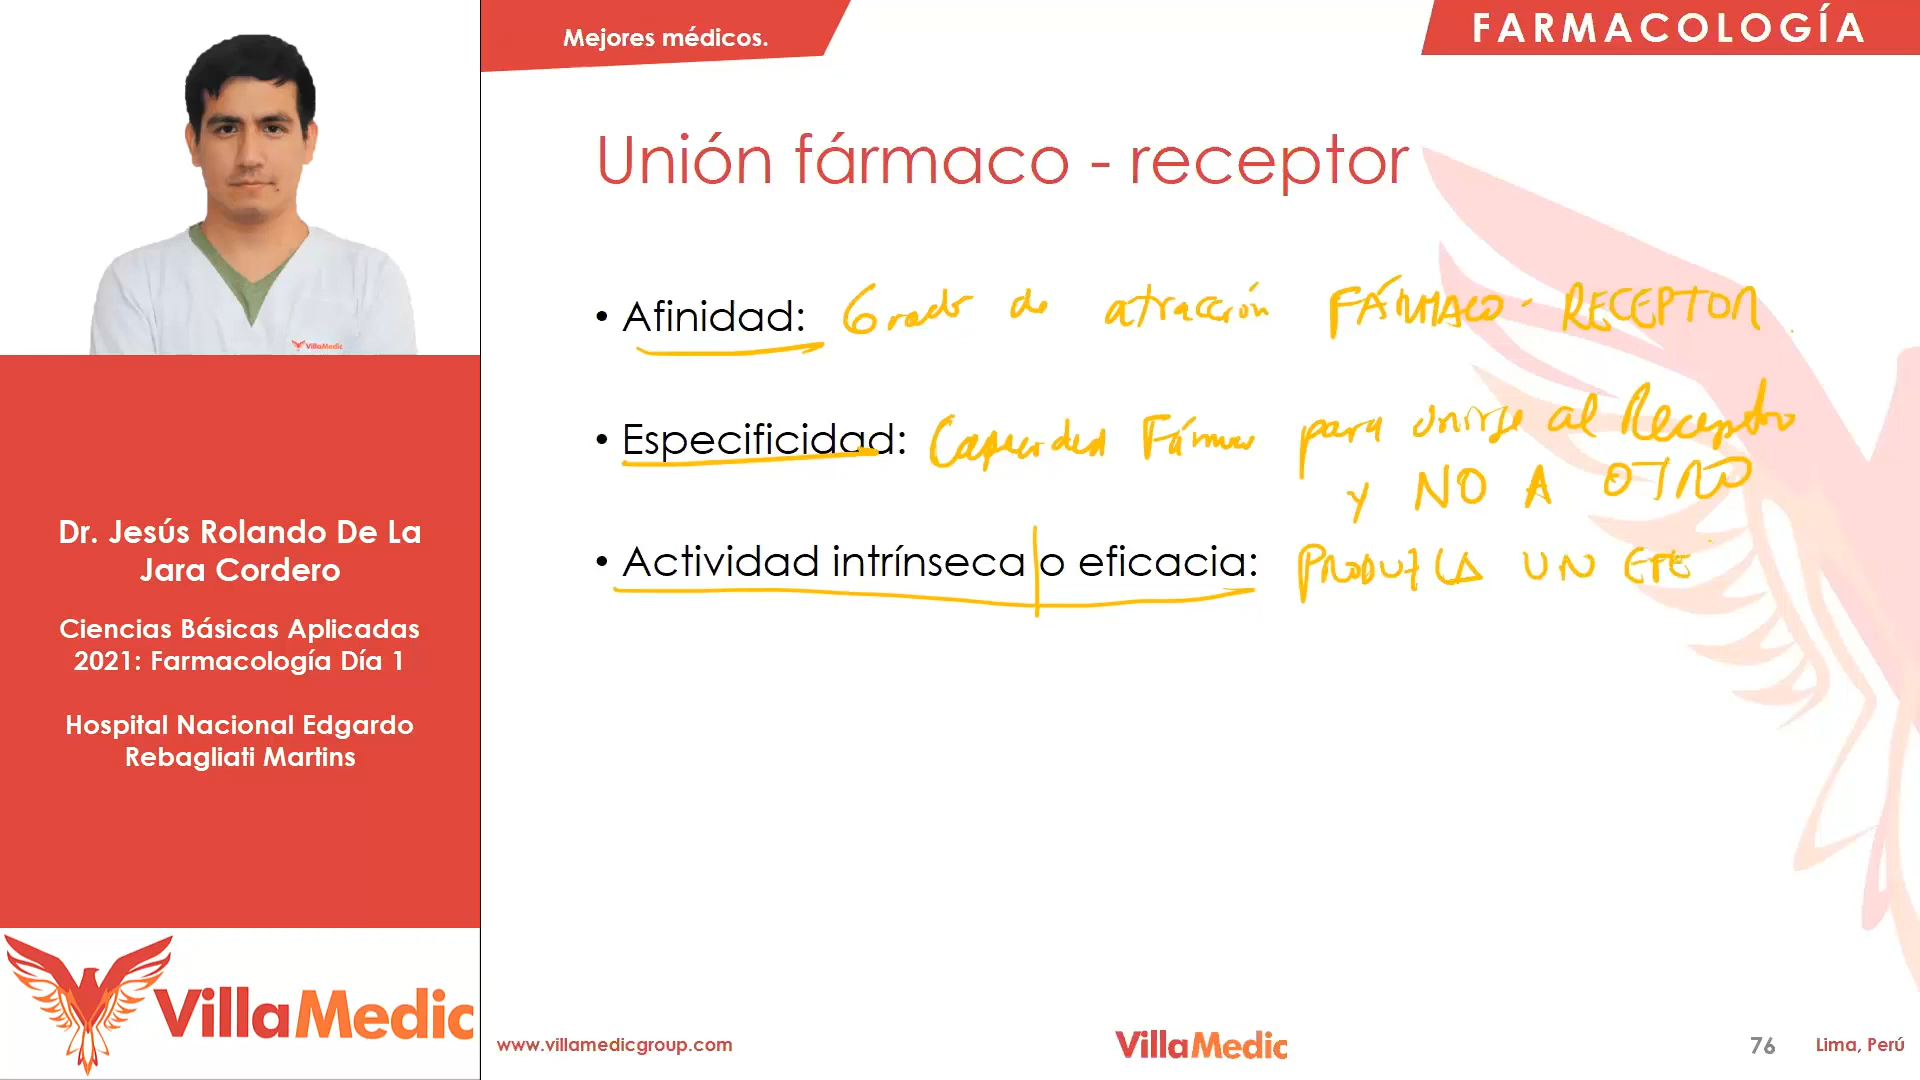 Mejores médicos.
FARMACOLOGÍA
VillaMedic
Unión fármaco - receptor
• Afinidad: Grado de atracción FÁRMACO - RECEPTOR
• Especificidad: Capacidad Fármaco para unirse al Receptor
y NO A OTRO
• Actividad intrínseca o eficacia: PRODUZCA UN EFE
Dr. Jesús Rolando De La
Jara Cordero
Ciencias Básicas Aplicadas
2021: Farmacología Día 1
Hospital Nacional Edgardo
Rebagliati Martins
VillaMedic
www.villamedicgroup.com
VillaMedic
76
Lima, Perú